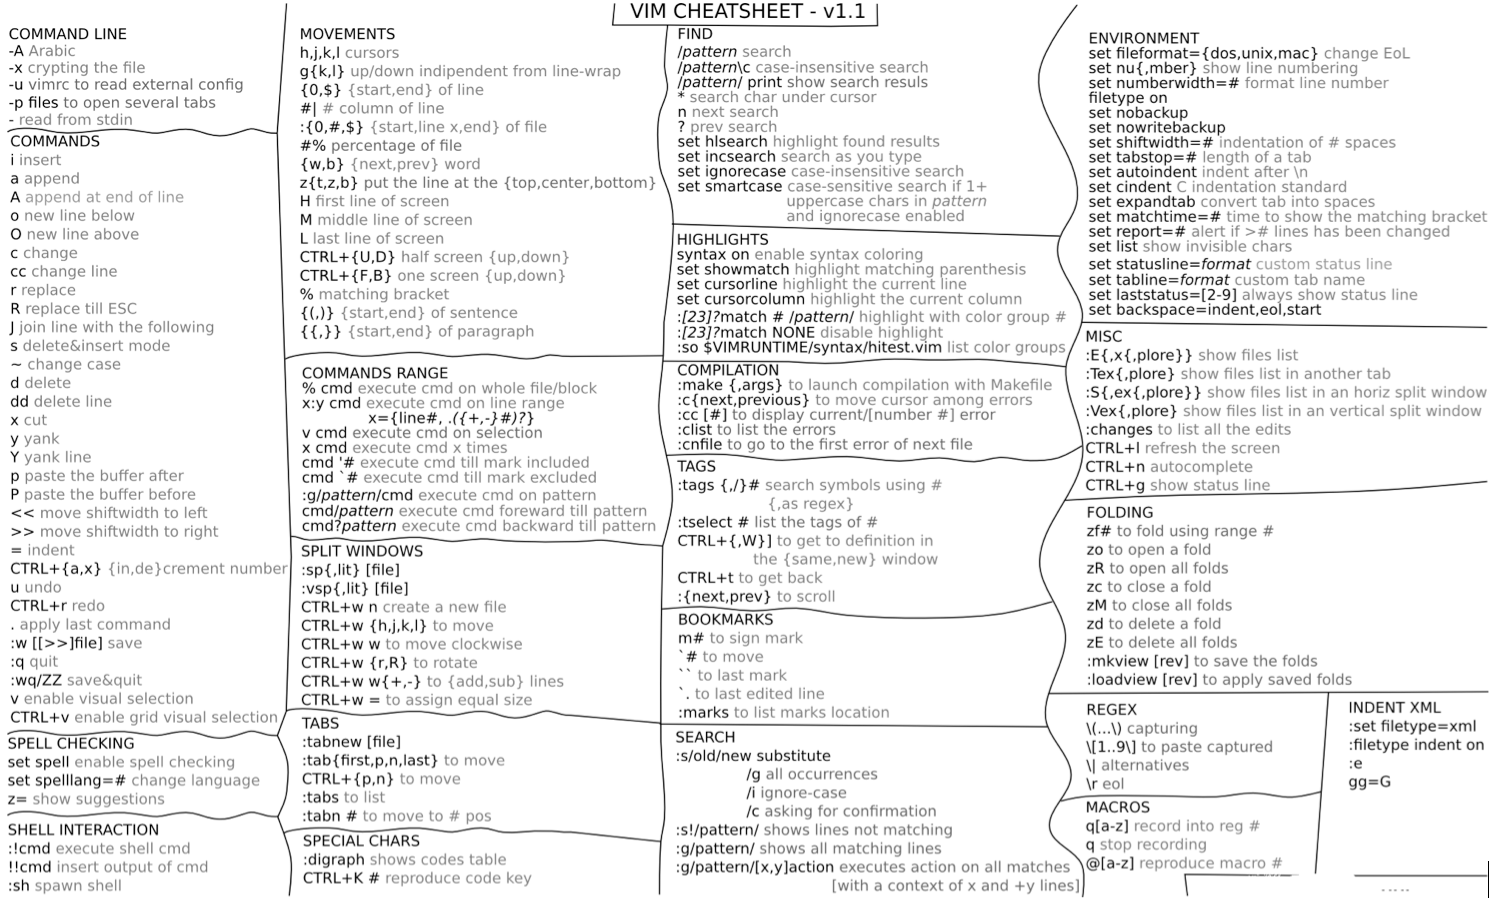 VIM CHEATSHEET - v1.1
COMMAND LINE
-A Arabic
-x crypting the file
-u vimrc to read external config
-p files to open several tabs
- read from stdin
COMMANDS
i insert
a append
A append at end of line
o new line below
O new line above
c change
cc change line
r replace
R replace till ESC
J join line with the following
s delete&insert mode
~ change case
d delete
dd delete line
x cut
y yank
Y yank line
p paste the buffer after
P paste the buffer before
<< move shiftwidth to left
>> move shiftwidth to right
= indent
CTRL+{a,x} {in,de}crement number
u undo
CTRL+r redo
. apply last command
:w [[>>]file] save
:q quit
:wq/ZZ save&quit
v enable visual selection
CTRL+v enable grid visual selection
SPELL CHECKING
set spell enable spell checking
set spelllang=# change language
z= show suggestions
SHELL INTERACTION
:!cmd execute shell cmd
!!cmd insert output of cmd
:sh spawn shell
MOVEMENTS
h,j,k,l cursors
g{k,l} up/down indipendent from line-wrap
{0,$} {start,end} of line
#| # column of line
:{0,#,$} {start,line x,end} of file
#% percentage of file
{w,b} {next,prev} word
z{t,z,b} put the line at the {top,center,bottom}
H first line of screen
M middle line of screen
L last line of screen
CTRL+{U,D} half screen {up,down}
CTRL+{F,B} one screen {up,down}
% matching bracket
{(,)} {start,end} of sentence
{{,}} {start,end} of paragraph
COMMANDS RANGE
% cmd execute cmd on whole file/block
x:y cmd execute cmd on line range
x={line#, .({+,-}#)?}
v cmd execute cmd on selection
x cmd execute cmd x times
cmd '# execute cmd till mark included
cmd `# execute cmd till mark excluded
:g/pattern/cmd execute cmd on pattern
cmd/pattern execute cmd foreward till pattern
cmd?pattern execute cmd backward till pattern
SPLIT WINDOWS
:sp{,lit} [file]
:vsp{,lit} [file]
CTRL+w n create a new file
CTRL+w {h,j,k,l} to move
CTRL+w w to move clockwise
CTRL+w {r,R} to rotate
CTRL+w w{+,-} to {add,sub} lines
CTRL+w = to assign equal size
TABS
:tabnew [file]
:tab{first,p,n,last} to move
CTRL+{p,n} to move
:tabs to list
:tabn # to move to # pos
SPECIAL CHARS
:digraph shows codes table
CTRL+K # reproduce code key
FIND
/pattern search
/pattern\c case-insensitive search
/pattern/ print show search resuls
* search char under cursor
n next search
? prev search
set hlsearch highlight found results
set incsearch search as you type
set ignorecase case-insensitive search
set smartcase case-sensitive search if 1+
uppercase chars in pattern
and ignorecase enabled
HIGHLIGHTS
syntax on enable syntax coloring
set showmatch highlight matching parenthesis
set cursorline highlight the current line
set cursorcolumn highlight the current column
:[23]?match # /pattern/ highlight with color group #
:[23]?match NONE disable highlight
:so $VIMRUNTIME/syntax/hitest.vim list color groups
COMPILATION
:make {,args} to launch compilation with Makefile
:c{next,previous} to move cursor among errors
:cc [#] to display current/[number #] error
:clist to list the errors
:cnfile to go to the first error of next file
TAGS
:tags {,/}# search symbols using #
{,as regex}
:tselect # list the tags of #
CTRL+{,W}] to get to definition in
the {same,new} window
CTRL+t to get back
:{next,prev} to scroll
BOOKMARKS
m# to sign mark
`# to move
`` to last mark
`. to last edited line
:marks to list marks location
SEARCH
:s/old/new substitute
/g all occurrences
/i ignore-case
/c asking for confirmation
:s!/pattern/ shows lines not matching
:g/pattern/ shows all matching lines
:g/pattern/[x,y]action executes action on all matches
[with a context of x and +y lines]
ENVIRONMENT
set fileformat={dos,unix,mac} change EoL
set nu{,mber} show line numbering
set numberwidth=# format line number
filetype on
set nobackup
set nowritebackup
set shiftwidth=# indentation of # spaces
set tabstop=# length of a tab
set autoindent indent after \n
set cindent C indentation standard
set expandtab convert tab into spaces
set matchtime=# time to show the matching bracket
set report=# alert if ># lines has been changed
set list show invisible chars
set statusline=format custom status line
set tabline=format custom tab name
set laststatus=[2-9] always show status line
set backspace=indent,eol,start
MISC
:E{,x{,plore}} show files list
:Tex{,plore} show files list in another tab
:S{,ex{,plore}} show files list in an horiz split window
:Vex{,plore} show files list in an vertical split window
:changes to list all the edits
CTRL+l refresh the screen
CTRL+n autocomplete
CTRL+g show status line
FOLDING
zf# to fold using range #
zo to open a fold
zR to open all folds
zc to close a fold
zM to close all folds
zd to delete a fold
zE to delete all folds
:mkview [rev] to save the folds
:loadview [rev] to apply saved folds
REGEX
\(...\) capturing
\[1..9\] to paste captured
\| alternatives
\r eol
MACROS
q[a-z] record into reg #
q stop recording
@[a-z] reproduce macro #
INDENT XML
:set filetype=xml
:filetype indent on
:e
gg=G